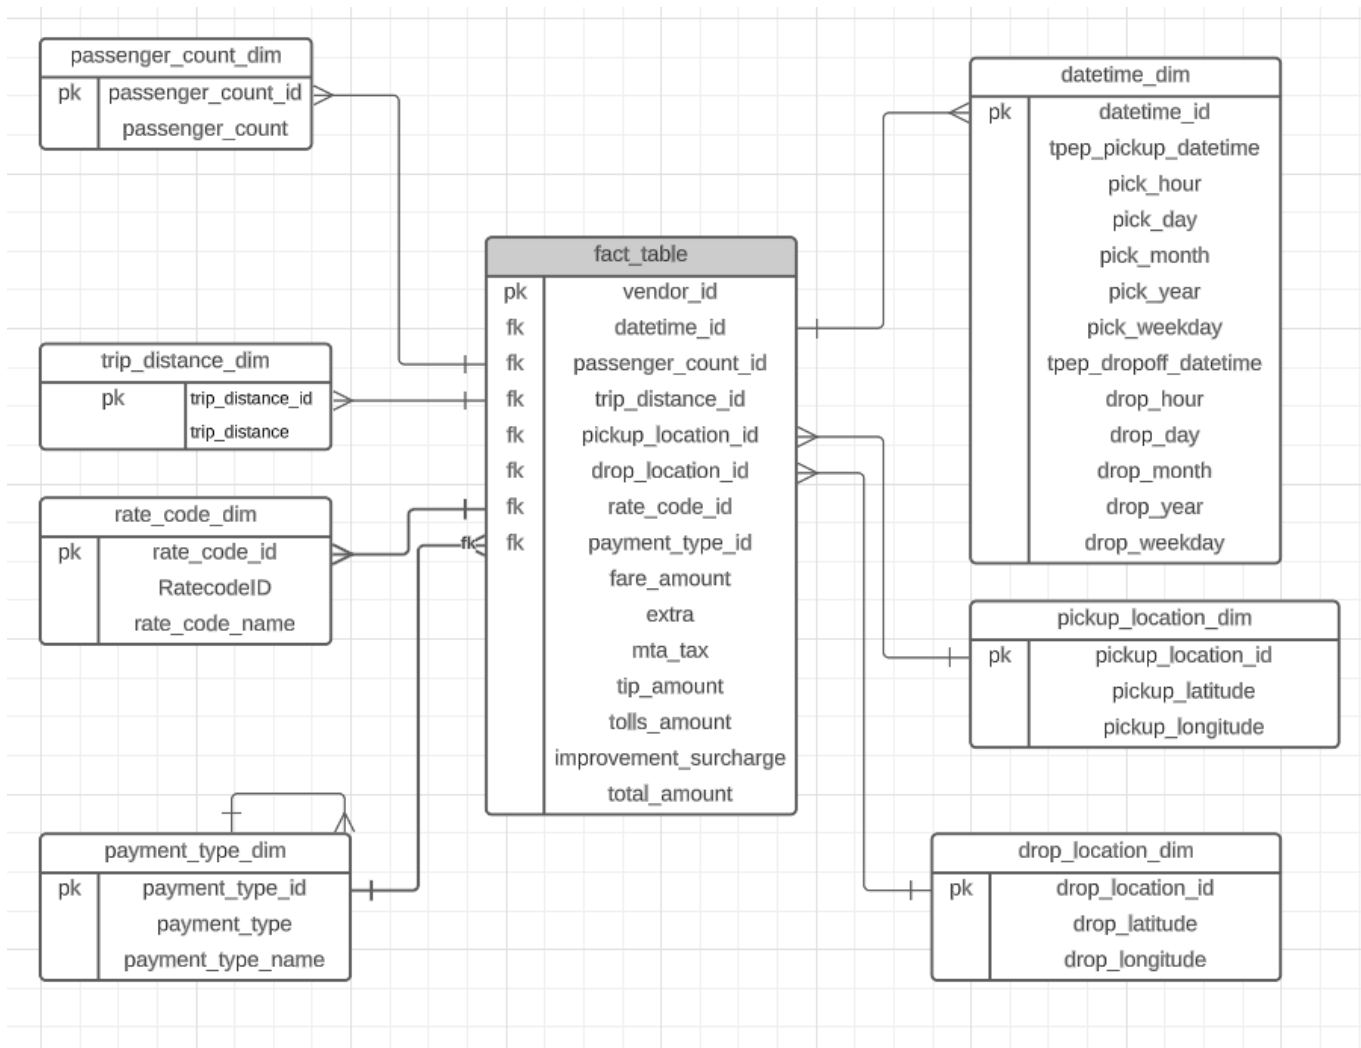 passenger_count_dim
pk passenger_count_id
passenger_count
datetime_dim
pk datetime_id
tpep_pickup_datetime
pick_hour
pick_day
pick_month
pick_year
pick_weekday
tpep_dropoff_datetime
drop_hour
drop_day
drop_month
drop_year
drop_weekday
fact_table
pk vendor_id
fk datetime_id
fk passenger_count_id
fk trip_distance_id
fk pickup_location_id
fk drop_location_id
fk rate_code_id
fk fk payment_type_id
fare_amount
extra
mta_tax
tip_amount
tolls_amount
improvement_surcharge
total_amount
trip_distance_dim
pk trip_distance_id
trip_distance
rate_code_dim
pk rate_code_id
RatecodeID
rate_code_name
pickup_location_dim
pk pickup_location_id
pickup_latitude
pickup_longitude
payment_type_dim
pk payment_type_id
payment_type
payment_type_name
drop_location_dim
pk drop_location_id
drop_latitude
drop_longitude